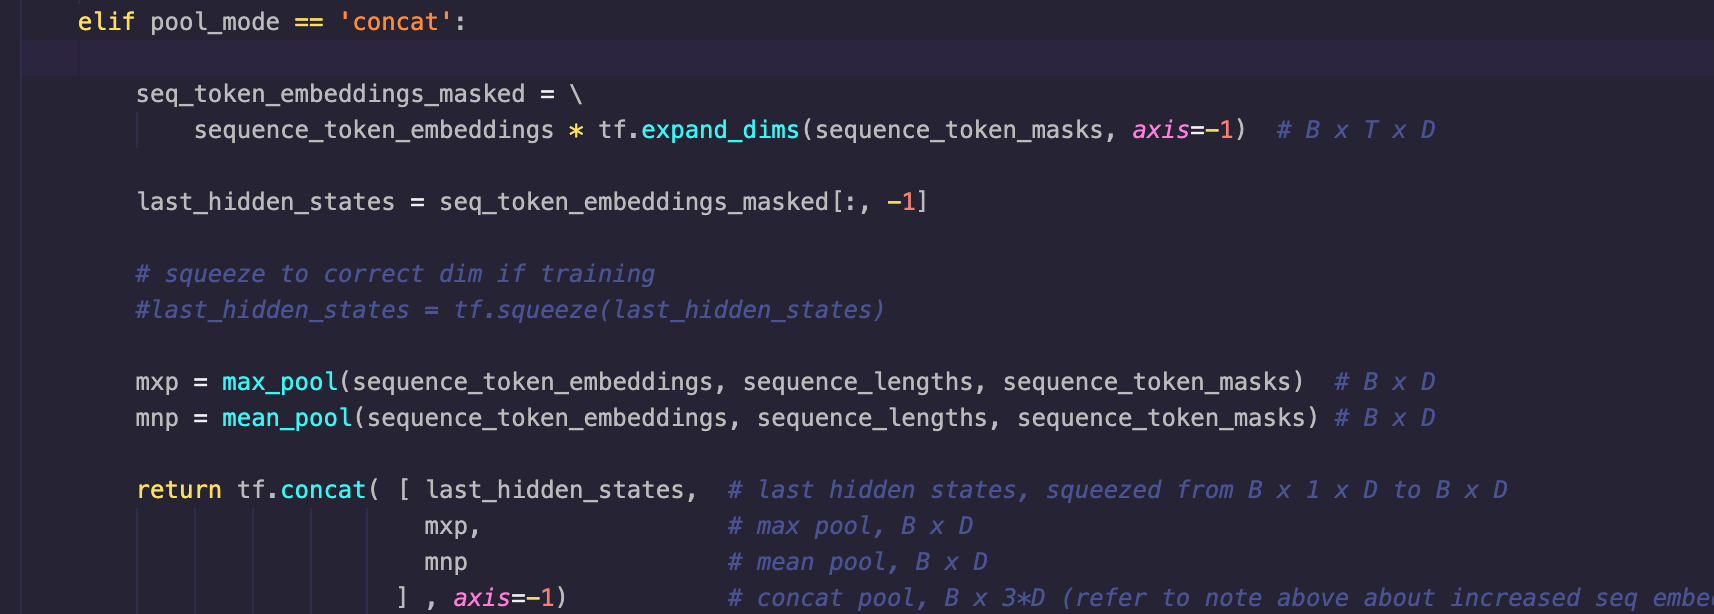 elif pool_mode == 'concat':
seq_token_embeddings_masked = \
sequence_token_embeddings * tf.expand_dims(sequence_token_masks, axis=-1)  # B x T x D
last_hidden_states = seq_token_embeddings_masked[:, -1]
# squeeze to correct dim if training
#last_hidden_states = tf.squeeze(last_hidden_states)
mxp = max_pool(sequence_token_embeddings, sequence_lengths, sequence_token_masks)  # B x D
mnp = mean_pool(sequence_token_embeddings, sequence_lengths, sequence_token_masks) # B x D
return tf.concat( [ last_hidden_states,  # last hidden states, squeezed from B x 1 x D to B x D
mxp,  # max pool, B x D
mnp  # mean pool, B x D
] , axis=-1)  # concat pool, B x 3*D (refer to note above about increased seq embe